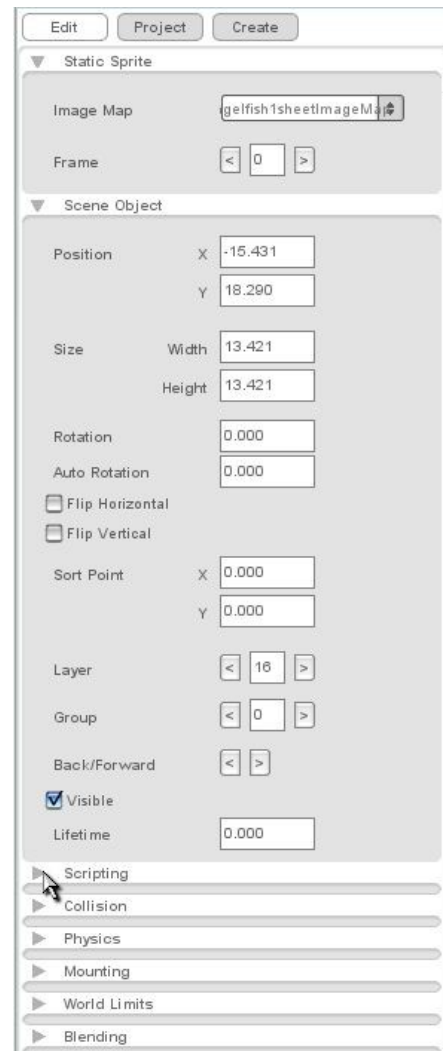 Edit Project Create
Static Sprite
Image Map gelfish1sheetImageMap
Frame < 0 >
Scene Object
Position X -15.431
Y 18.290
Size Width 13.421
Height 13.421
Rotation 0.000
Auto Rotation 0.000
Flip Horizontal
Flip Vertical
Sort Point X 0.000
Y 0.000
Layer < 16 >
Group < 0 >
Back/Forward < >
Visible
Lifetime 0.000
Scripting
Collision
Physics
Mounting
World Limits
Blending